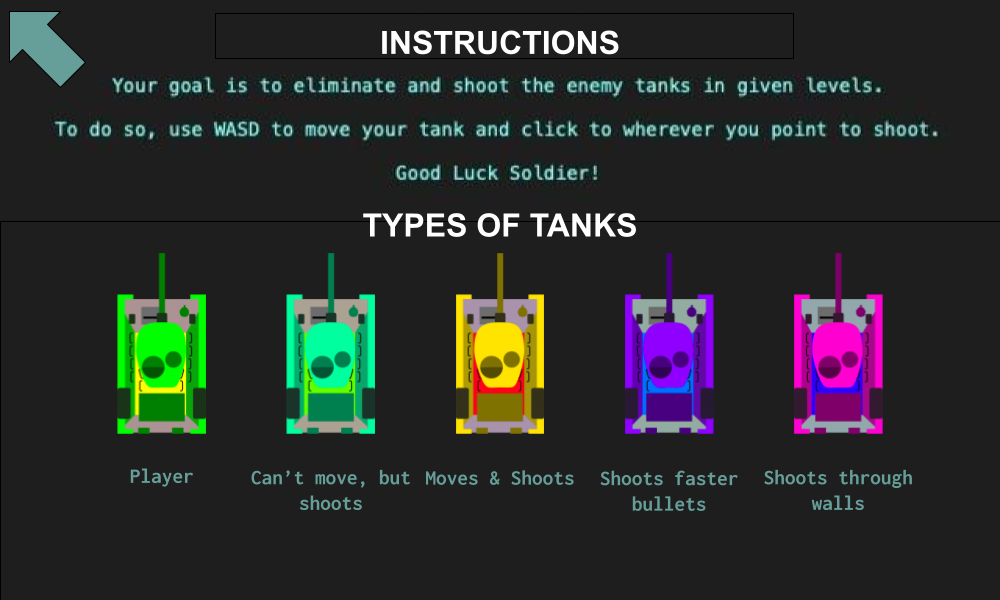 INSTRUCTIONS
Your goal is to eliminate and shoot the enemy tanks in given levels.
To do so, use WASD to move your tank and click to wherever you point to shoot.
Good Luck Soldier!
TYPES OF TANKS
Player
Can’t move, but
shoots
Moves & Shoots
Shoots faster
bullets
Shoots through
walls